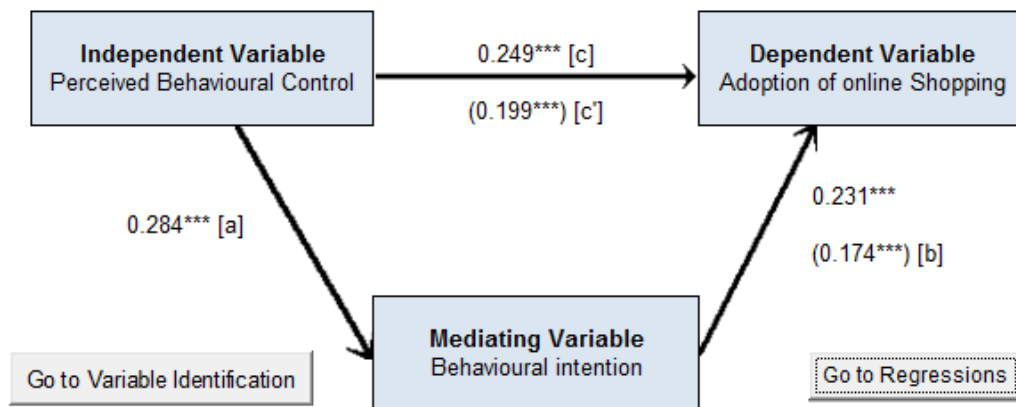 Independent Variable
Perceived Behavioural Control
0.249*** [c]
(0.199***) [c']
Dependent Variable
Adoption of online Shopping
0.284*** [a]
0.231***
(0.174***) [b]
Mediating Variable
Behavioural intention
Go to Variable Identification
Go to Regressions